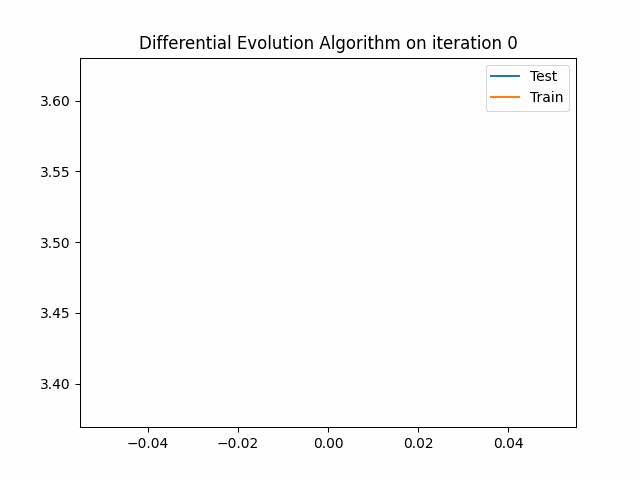 Differential Evolution Algorithm on iteration 0
Test
Train
3.60
3.55
3.50
3.45
3.40
−0.04 −0.02 0.00 0.02 0.04